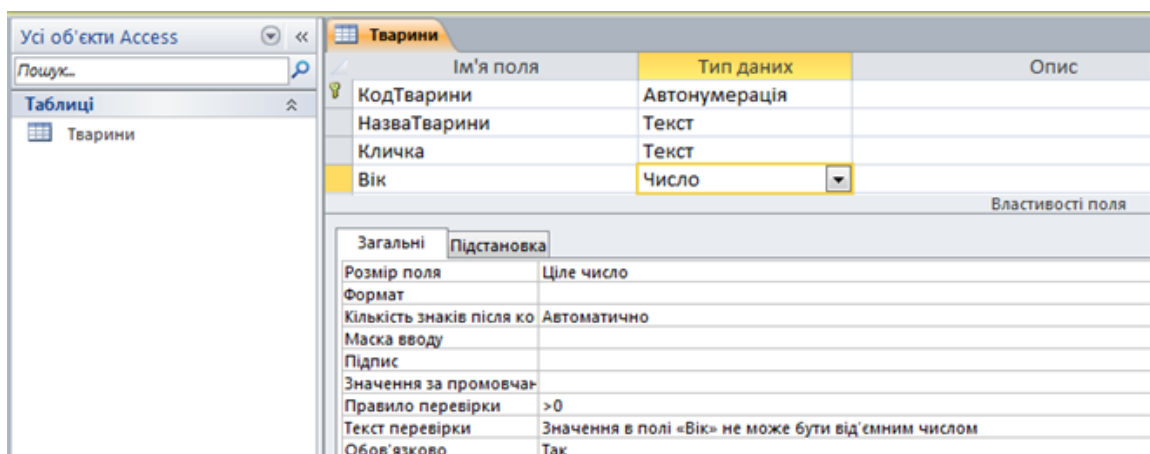 Усі об'єкти Access
Пошук...
Таблиці
Тварини
Тварини
Ім'я поля Тип даних Опис
КодТварини Автонумерація
НазваТварини Текст
Кличка Текст
Вік Число
Властивості поля
Загальні Підстановка
Розмір поля Ціле число
Формат
Кількість знаків після ко Автоматично
Маска вводу
Підпис
Значення за промовчан
Правило перевірки >0
Текст перевірки Значення в полі «Вік» не може бути від'ємним числом
Обов'язково Так